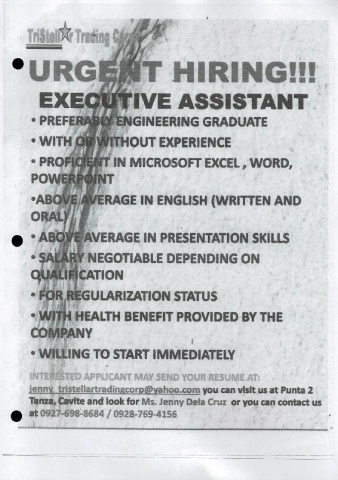 TriStellar Trading Corp.
URGENT HIRING!!!
EXECUTIVE ASSISTANT
• PREFERABLY ENGINEERING GRADUATE
• WITH OR WITHOUT EXPERIENCE
• PROFICIENT IN MICROSOFT EXCEL , WORD,
POWERPOINT
•ABOVE AVERAGE IN ENGLISH (WRITTEN AND
ORAL)
• ABOVE AVERAGE IN PRESENTATION SKILLS
• SALARY NEGOTIABLE DEPENDING ON
QUALIFICATION
• FOR REGULARIZATION STATUS
• WITH HEALTH BENEFIT PROVIDED BY THE
COMPANY
• WILLING TO START IMMEDIATELY
INTERESTED APPLICANT MAY SEND YOUR RESUME AT:
jenny_tristellartradingcorp@yahoo.com you can visit us at Punta 2
Tanza, Cavite and look for Ms. Jenny Dela Cruz or you can contact us
at 0927-698-8684 / 0928-769-4156